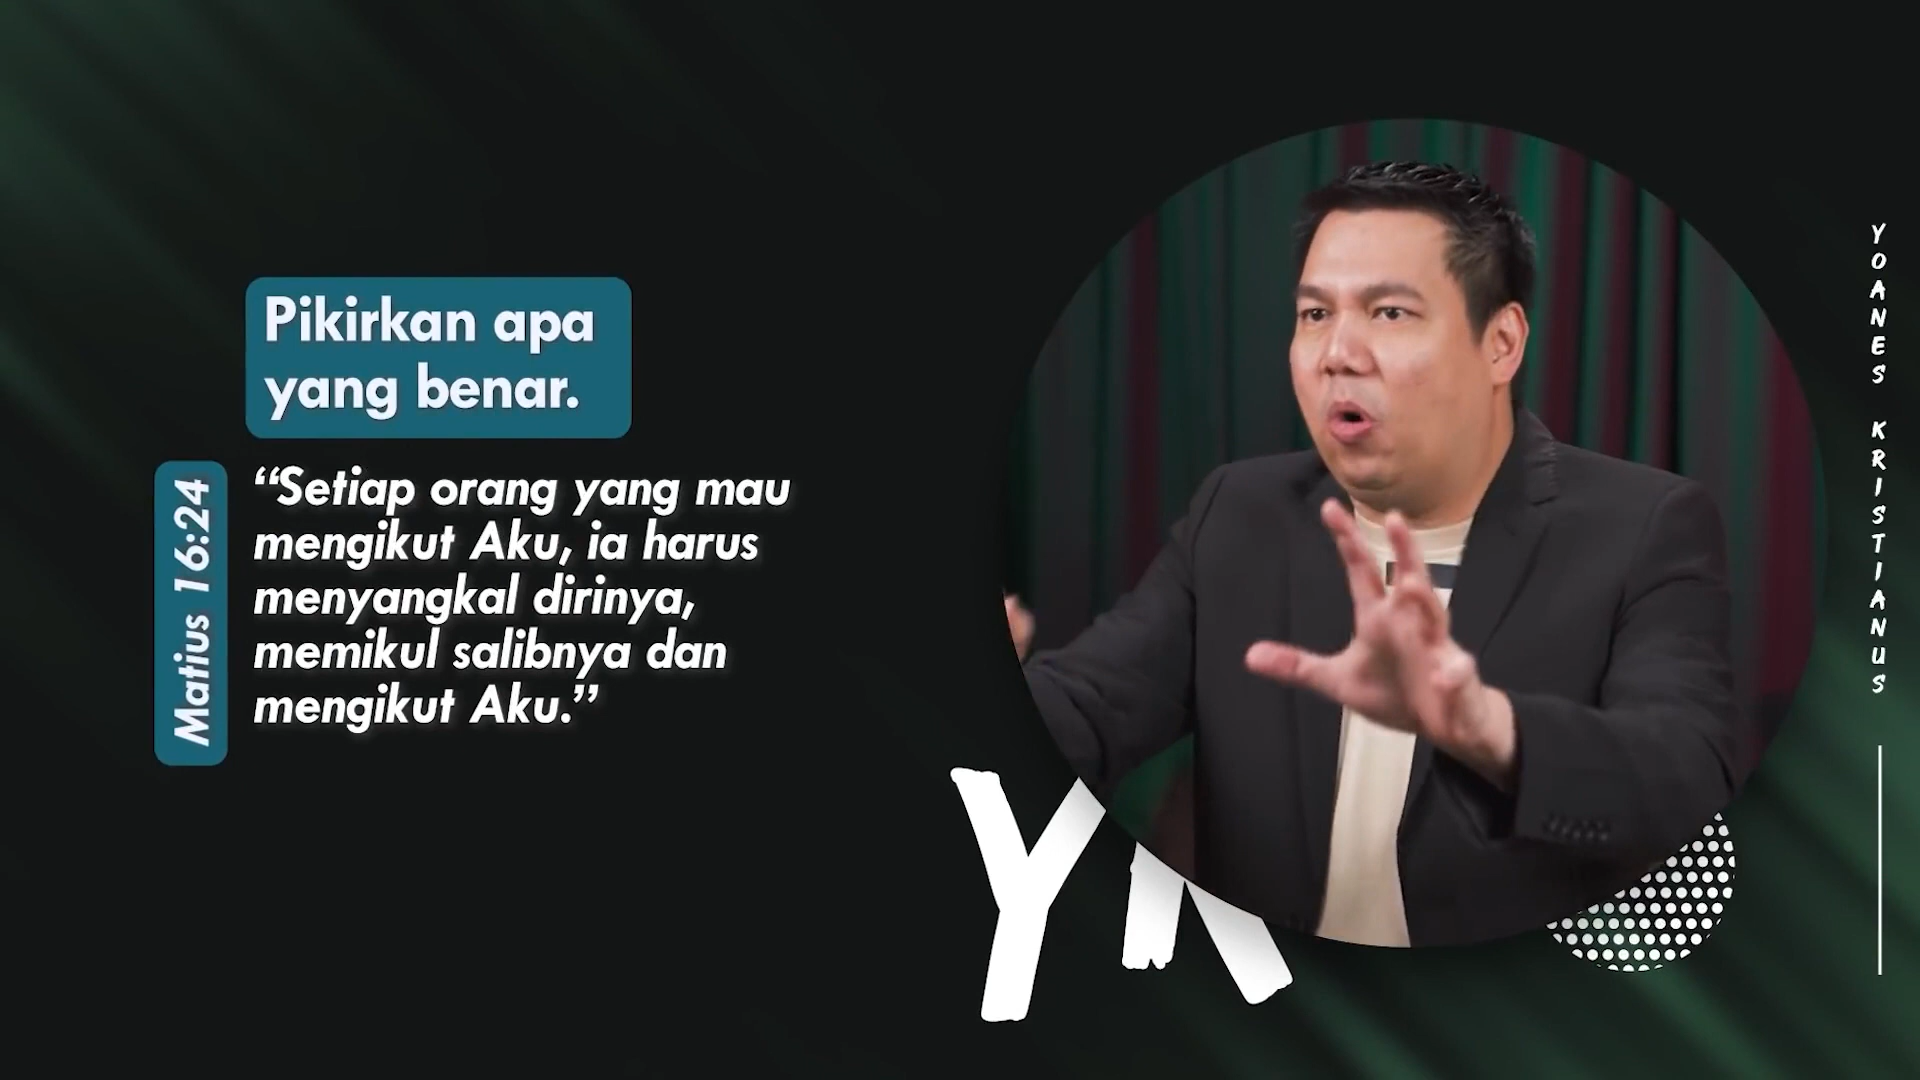 Pikirkan apa
yang benar.
Matius 16:24
“Setiap orang yang mau
mengikut Aku, ia harus
menyangkal dirinya,
memikul salibnya dan
mengikut Aku.”
YK
YOANES KRISTIANUS